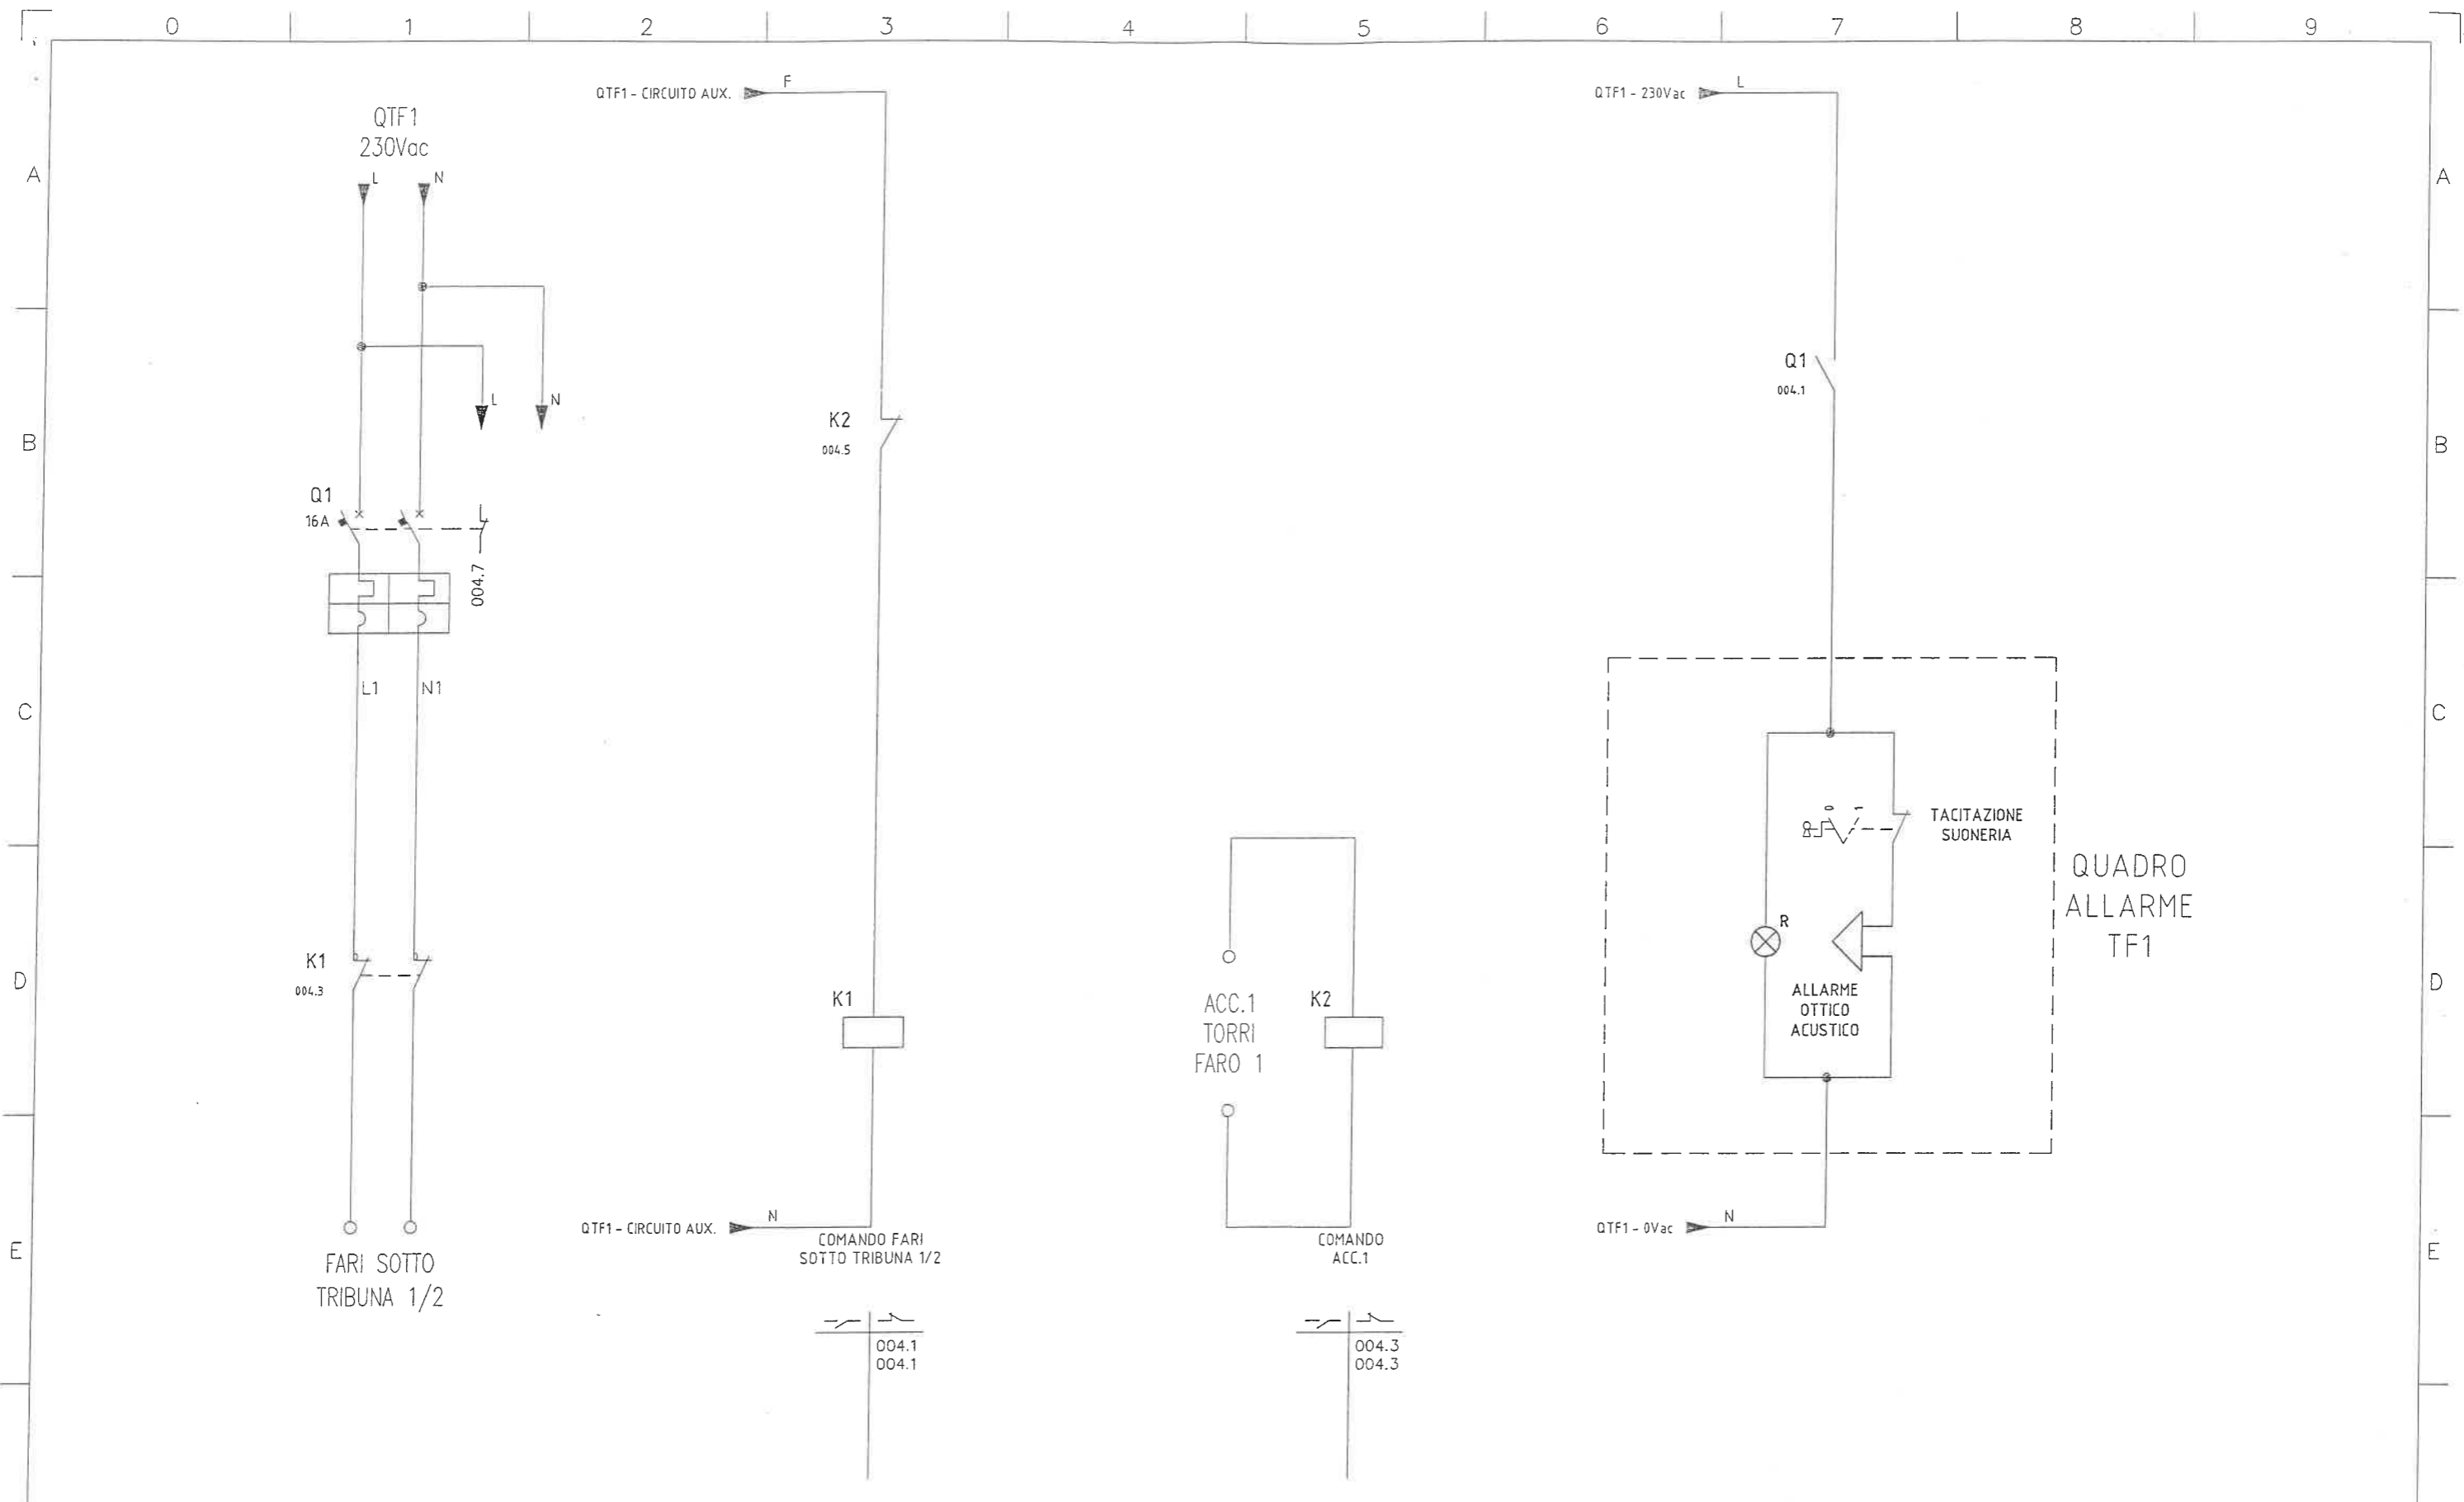 0 1 2 3 4 5 6 7 8 9
A
B
C
D
E
QTF1
230Vac
L N
L N
Q1
16A
004.7
L1 N1
K1
004.3
FARI SOTTO
TRIBUNA 1/2
QTF1 - CIRCUITO AUX. F
K2
004.5
K1
QTF1 - CIRCUITO AUX. N
COMANDO FARI
SOTTO TRIBUNA 1/2
004.1
004.1
ACC.1
TORRI
FARO 1
K2
COMANDO
ACC.1
004.3
004.3
QTF1 - 230Vac L
Q1
004.1
0 1
TACITAZIONE
SUONERIA
R
ALLARME
OTTICO
ACUSTICO
QUADRO
ALLARME
TF1
QTF1 - 0Vac N
A
B
C
D
E